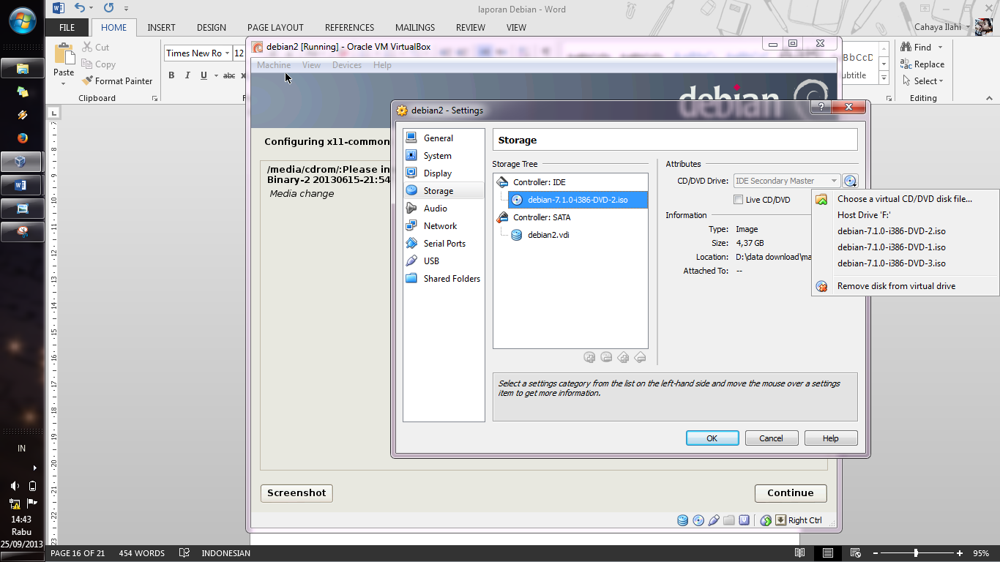 laporan Debian - Word
FILE
HOME
INSERT
DESIGN
PAGE LAYOUT
REFERENCES
MAILINGS
REVIEW
VIEW
Cahaya Ilahi
Paste
Cut
Copy
Format Painter
Clipboard
Times New Ro
12
B I U abc
Find
Replace
Select
Editing
debian2 [Running] - Oracle VM VirtualBox
Machine View Devices Help
debian
Configuring x11-common
/media/cdrom/:Please in
Binary-2 20130615-21:54
Media change
debian2 - Settings
General
System
Display
Storage
Audio
Network
Serial Ports
USB
Shared Folders
Storage
Storage Tree
Controller: IDE
debian-7.1.0-i386-DVD-2.iso
Controller: SATA
debian2.vdi
Attributes
CD/DVD Drive: IDE Secondary Master
Live CD/DVD
Information
Type: Image
Size: 4,37 GB
Location: D:\data download\ma
Attached To: --
Choose a virtual CD/DVD disk file...
Host Drive 'F:'
debian-7.1.0-i386-DVD-2.iso
debian-7.1.0-i386-DVD-1.iso
debian-7.1.0-i386-DVD-3.iso
Remove disk from virtual drive
Select a settings category from the list on the left-hand side and move the mouse over a settings
item to get more information.
OK
Cancel
Help
Screenshot
Continue
Right Ctrl
IN
14:43
Rabu
25/09/2013
PAGE 16 OF 21
454 WORDS
INDONESIAN
95%